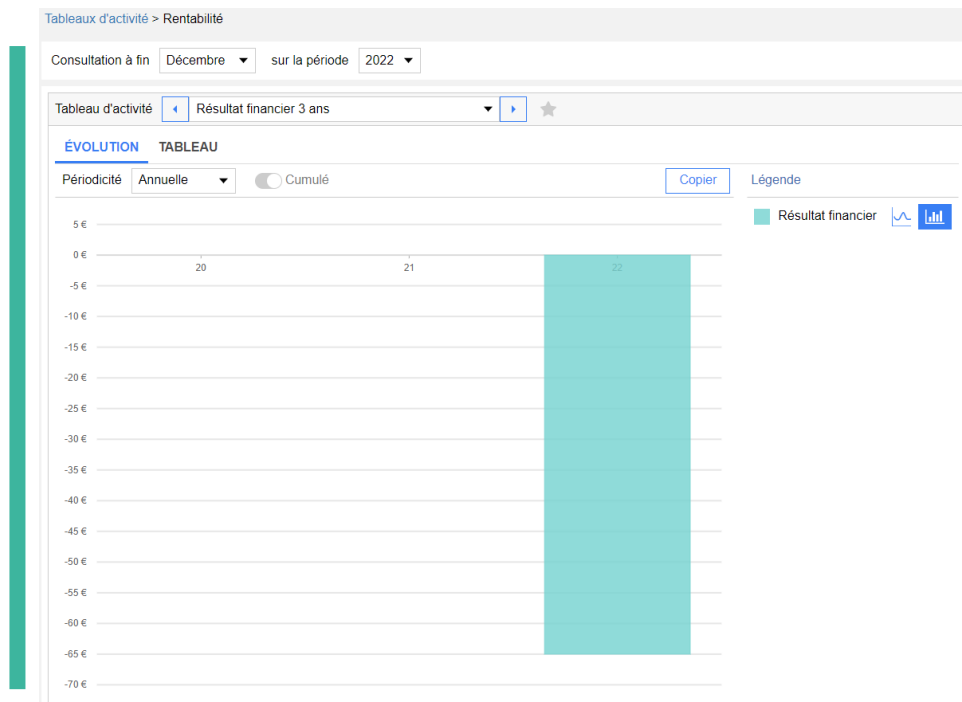 Tableaux d'activité > Rentabilité
Consultation à fin Décembre sur la période 2022
Tableau d'activité Résultat financier 3 ans
ÉVOLUTION TABLEAU
Périodicité Annuelle Cumulé Copier Légende
Résultat financier
5 €
0 €
20 21 22
-5 €
-10 €
-15 €
-20 €
-25 €
-30 €
-35 €
-40 €
-45 €
-50 €
-55 €
-60 €
-65 €
-70 €